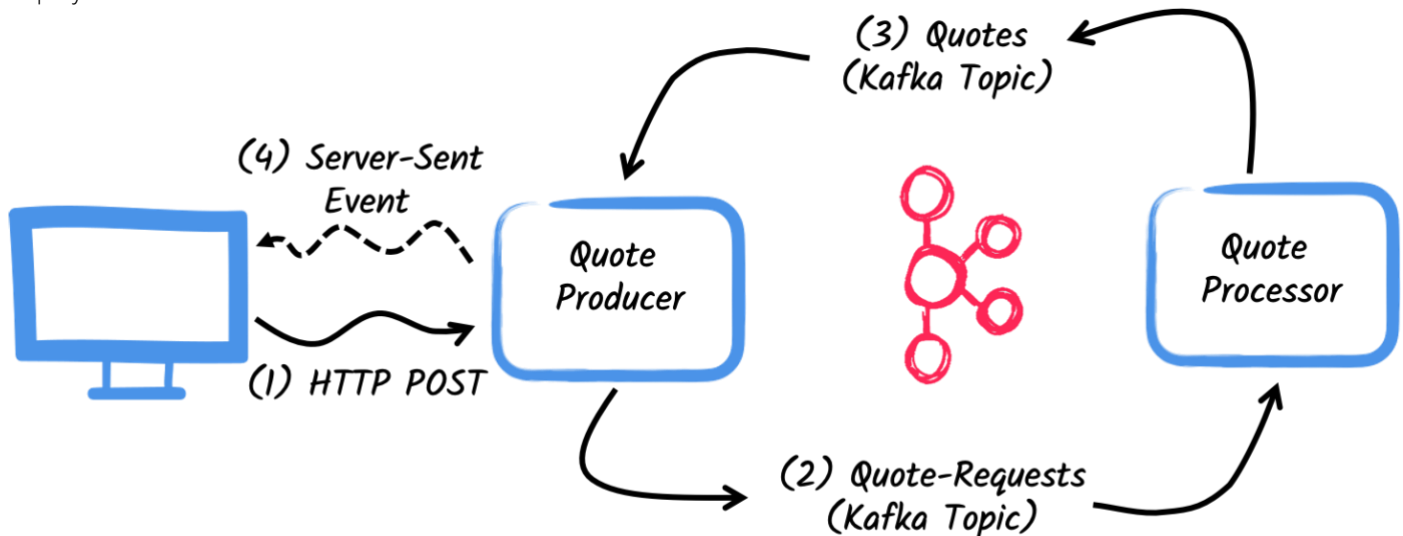 (3) Quotes
(Kafka Topic)
(4) Server-Sent
Event
Quote
Producer
Quote
Processor
(1) HTTP POST
(2) Quote-Requests
(Kafka Topic)